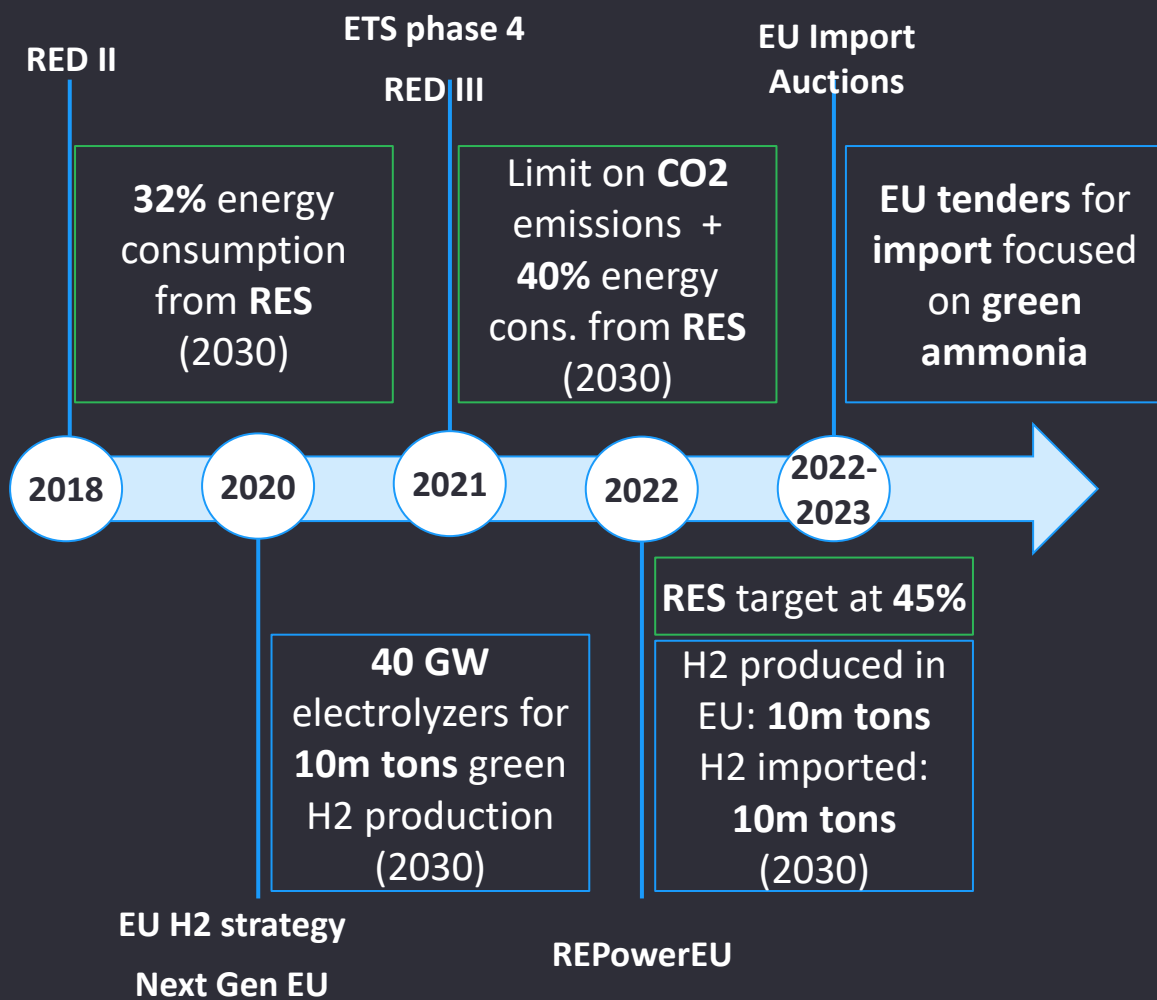 RED II
32% energy
consumption
from RES
(2030)
ETS phase 4
RED III
Limit on CO2
emissions +
40% energy
cons. from RES
(2030)
EU Import
Auctions
EU tenders for
import focused
on green
ammonia
2018
2020
2021
2022
2022-
2023
40 GW
electrolyzers for
10m tons green
H2 production
(2030)
EU H2 strategy
Next Gen EU
RES target at 45%
H2 produced in
EU: 10m tons
H2 imported:
10m tons
(2030)
REPowerEU